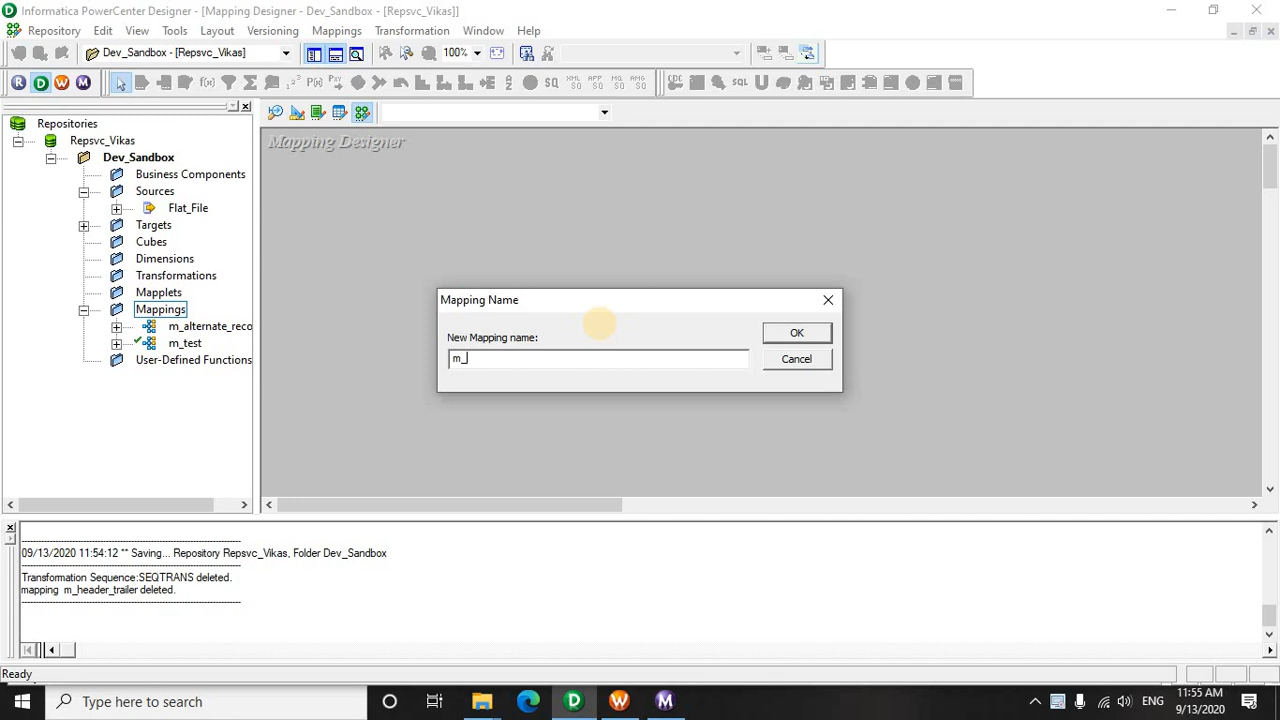 Informatica PowerCenter Designer - [Mapping Designer - Dev_Sandbox - [Repsvc_Vikas]]
Repository Edit View Tools Layout Versioning Mappings Transformation Window Help
Dev_Sandbox - [Repsvc_Vikas] 100%
Repositories
Repsvc_Vikas
Dev_Sandbox
Business Components
Sources
Flat_File
Targets
Cubes
Dimensions
Transformations
Mapplets
Mappings
m_alternate_reco
m_test
User-Defined Functions
Mapping Designer
Mapping Name
New Mapping name:
m_
OK
Cancel
09/13/2020 11:54:12 ** Saving... Repository Repsvc_Vikas, Folder Dev_Sandbox
Transformation Sequence:SEQTRANS deleted.
mapping m_header_trailer deleted.
Ready
Type here to search
ENG
11:55 AM
9/13/2020